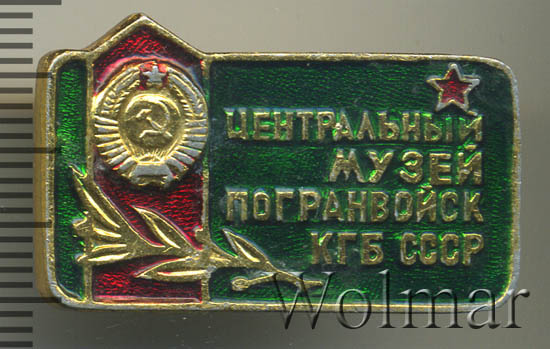 ЦЕНТРАЛЬНЫЙ
МУЗЕЙ
ПОГРАНВОЙСК
КГБ СССР
Wolmar